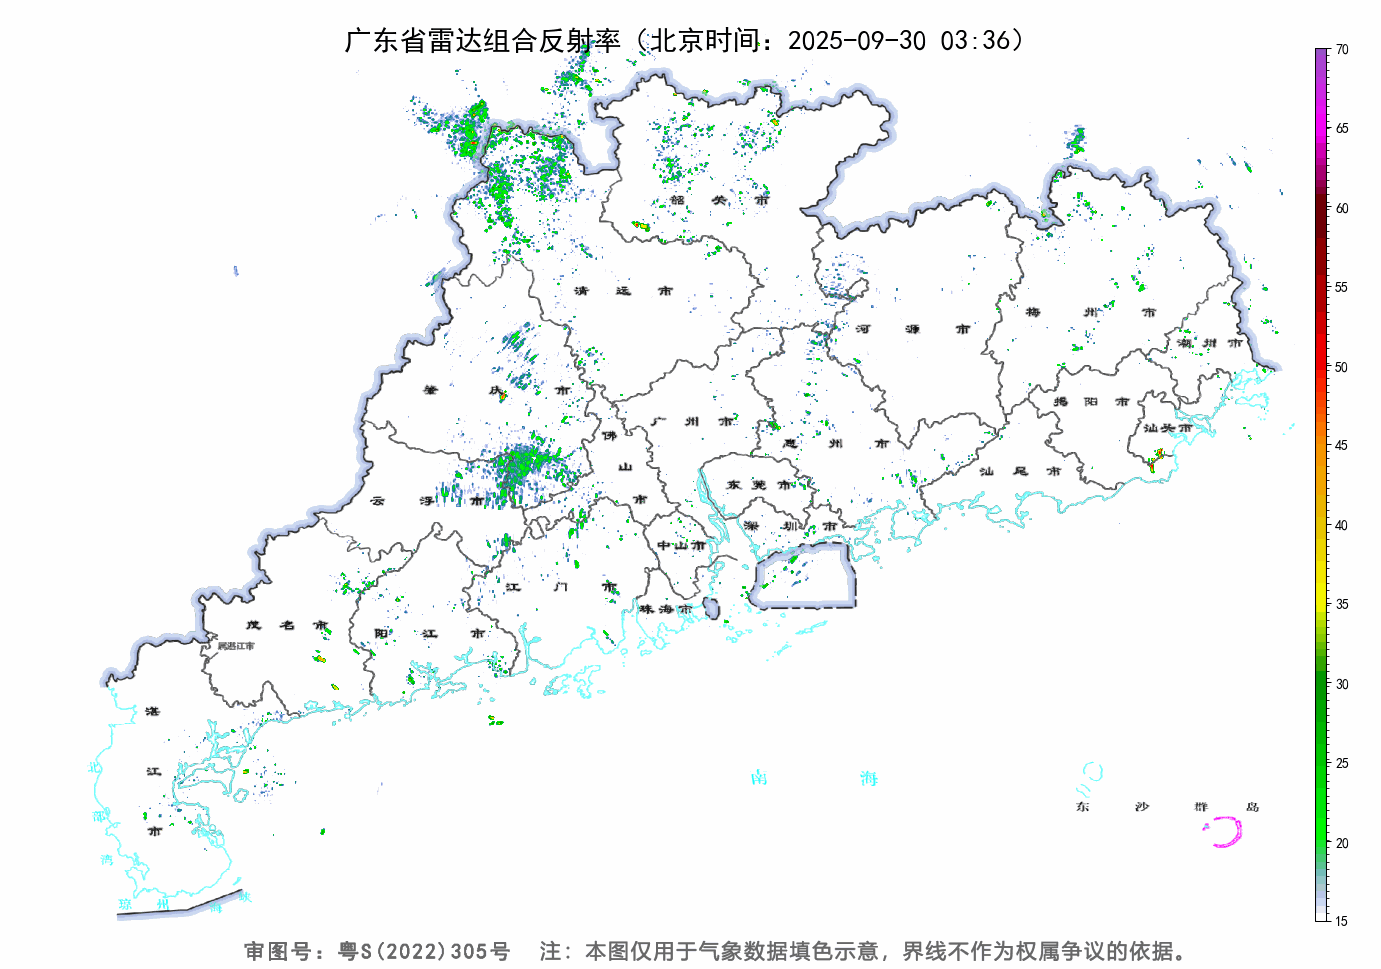 广东省雷达组合反射率（北京时间：2025-09-30 03:36）
70
65
60
55
50
45
40
35
30
25
20
15
韶关市
清远市
河源市
梅州市
潮州市
肇庆市
广州市
佛山市
惠州市
揭阳市
汕头市
汕尾市
东莞市
云浮市
深圳市
中山市
江门市
珠海市
茂名市
阳江市
属湛江市
湛江市
北部湾
琼州海峡
南海
东沙群岛
审图号：粤S(2022)305号 注：本图仅用于气象数据填色示意，界线不作为权属争议的依据。